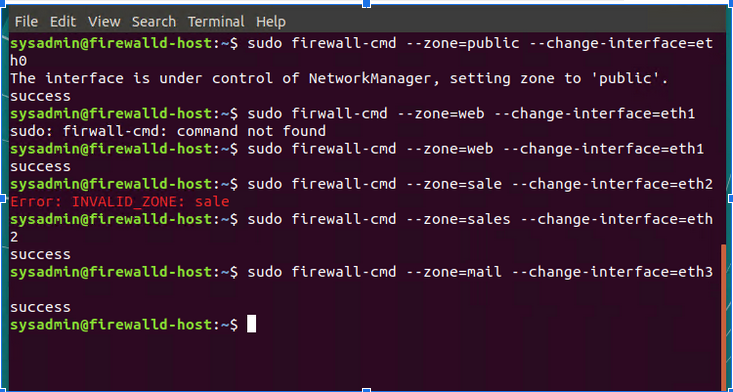 File Edit View Search Terminal Help
sysadmin@firewalld-host:~$ sudo firewall-cmd --zone=public --change-interface=et
h0
The interface is under control of NetworkManager, setting zone to 'public'.
success
sysadmin@firewalld-host:~$ sudo firwall-cmd --zone=web --change-interface=eth1
sudo: firwall-cmd: command not found
sysadmin@firewalld-host:~$ sudo firewall-cmd --zone=web --change-interface=eth1
success
sysadmin@firewalld-host:~$ sudo firewall-cmd --zone=sale --change-interface=eth2
Error: INVALID_ZONE: sale
sysadmin@firewalld-host:~$ sudo firewall-cmd --zone=sales --change-interface=eth
2
success
sysadmin@firewalld-host:~$ sudo firewall-cmd --zone=mail --change-interface=eth3
success
sysadmin@firewalld-host:~$